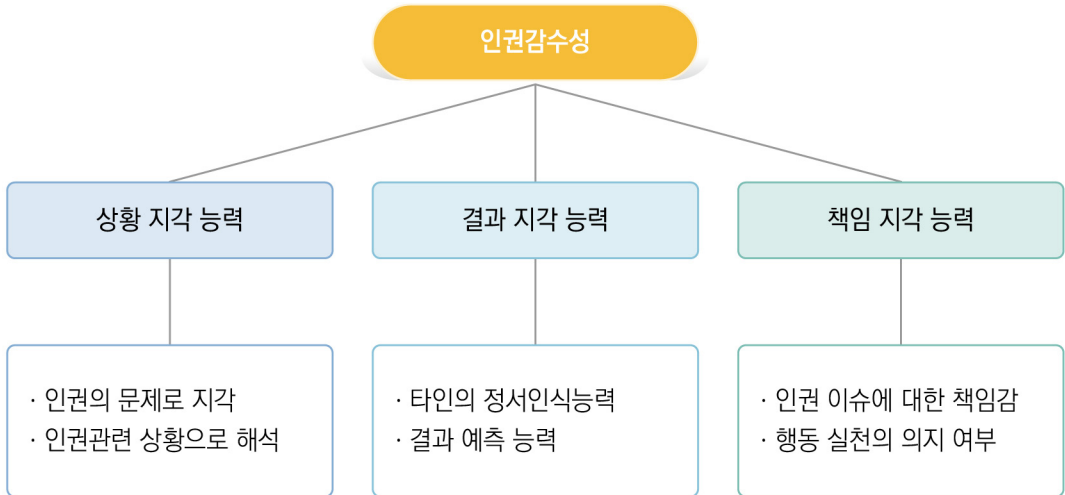 인권감수성
상황 지각 능력
결과 지각 능력
책임 지각 능력
· 인권의 문제로 지각
· 인권관련 상황으로 해석
· 타인의 정서인식능력
· 결과 예측 능력
· 인권 이슈에 대한 책임감
· 행동 실천의 의지 여부